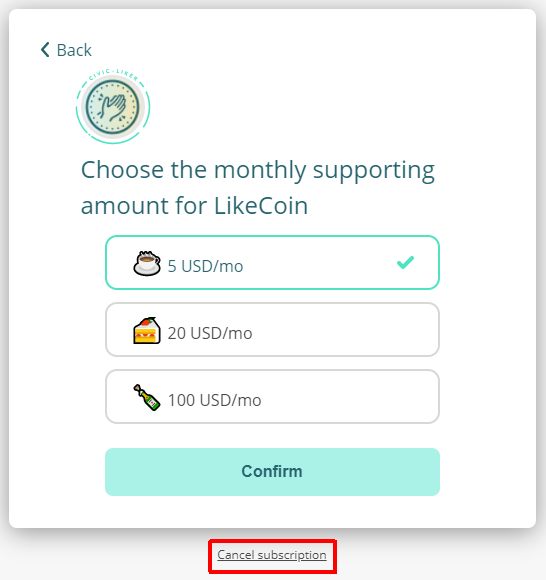 Back
CIVIC-LIKER
Choose the monthly supporting
amount for LikeCoin
5 USD/mo
20 USD/mo
100 USD/mo
Confirm
Cancel subscription